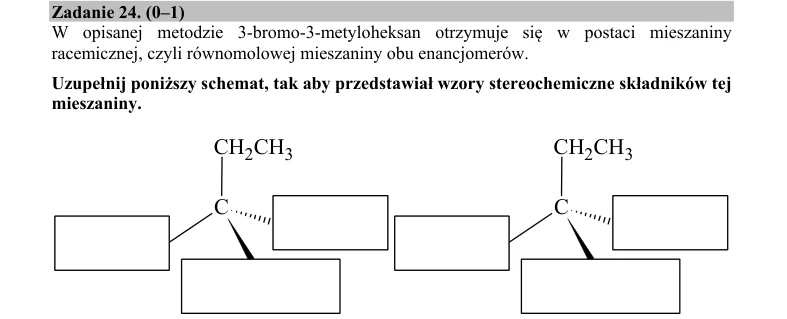 Zadanie 24. (0–1)
W opisanej metodzie 3-bromo-3-metyloheksan otrzymuje się w postaci mieszaniny
racemicznej, czyli równomolowej mieszaniny obu enancjomerów.
Uzupełnij poniższy schemat, tak aby przedstawiał wzory stereochemiczne składników tej
mieszaniny.
CH₂CH₃ CH₂CH₃
C C